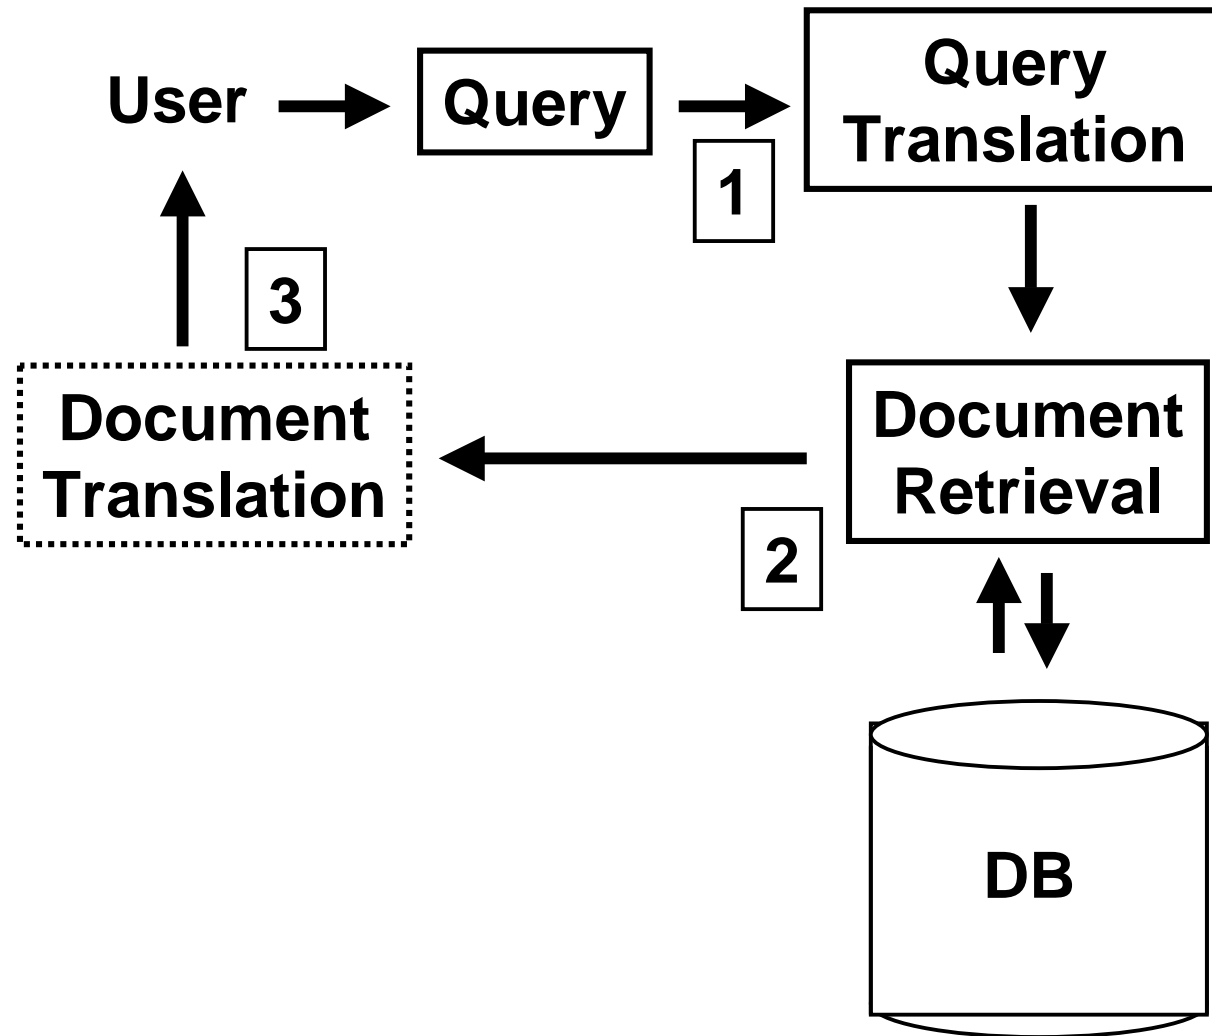 User
Query
Query
Translation
1
3
Document
Translation
Document
Retrieval
2
DB